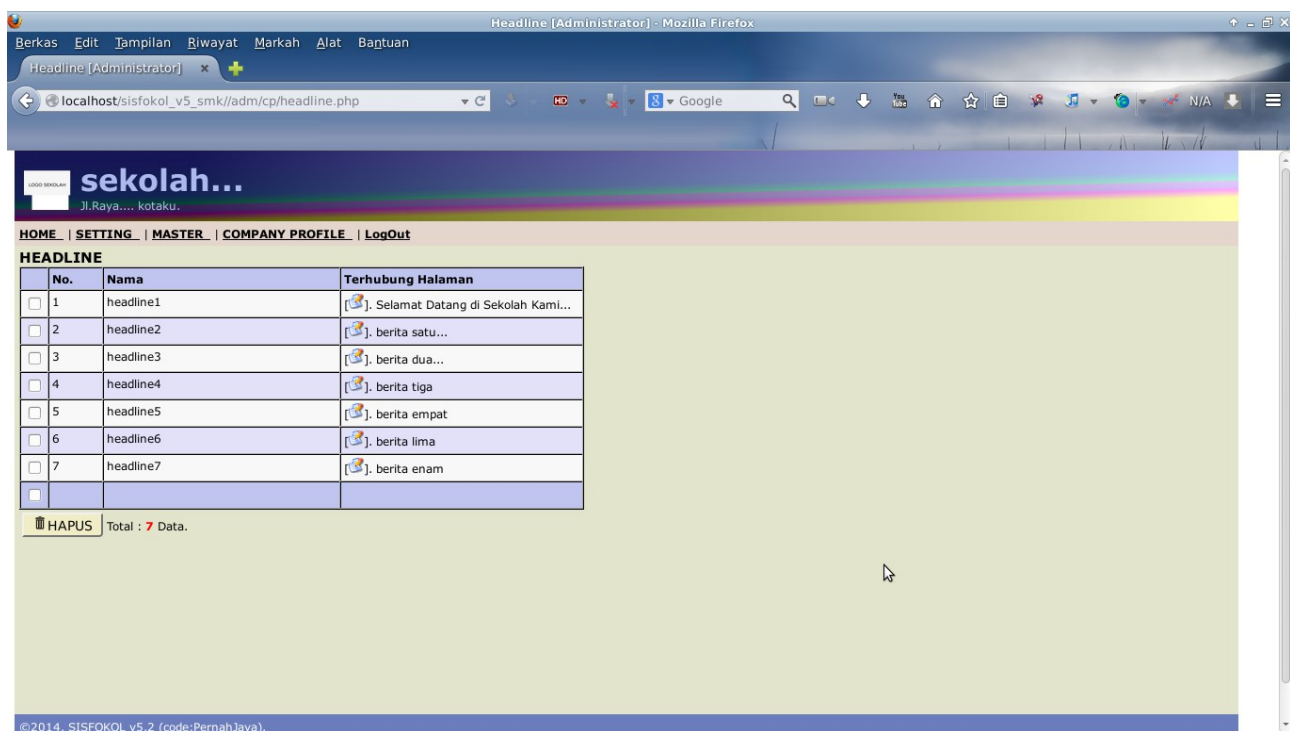 Headline [Administrator] - Mozilla Firefox
Berkas Edit Tampilan Riwayat Markah Alat Bantuan
Headline [Administrator]
localhost/sisfokol_v5_smk//adm/cp/headline.php Google N/A
LOGO SEKOLAH
sekolah...
Jl.Raya.... kotaku.
HOME | SETTING | MASTER | COMPANY PROFILE | LogOut
HEADLINE
No. Nama Terhubung Halaman
1 headline1 []. Selamat Datang di Sekolah Kami...
2 headline2 []. berita satu...
3 headline3 []. berita dua...
4 headline4 []. berita tiga
5 headline5 []. berita empat
6 headline6 []. berita lima
7 headline7 []. berita enam
HAPUS Total : 7 Data.
©2014. SISFOKOL v5.2 (code:PernahJaya).